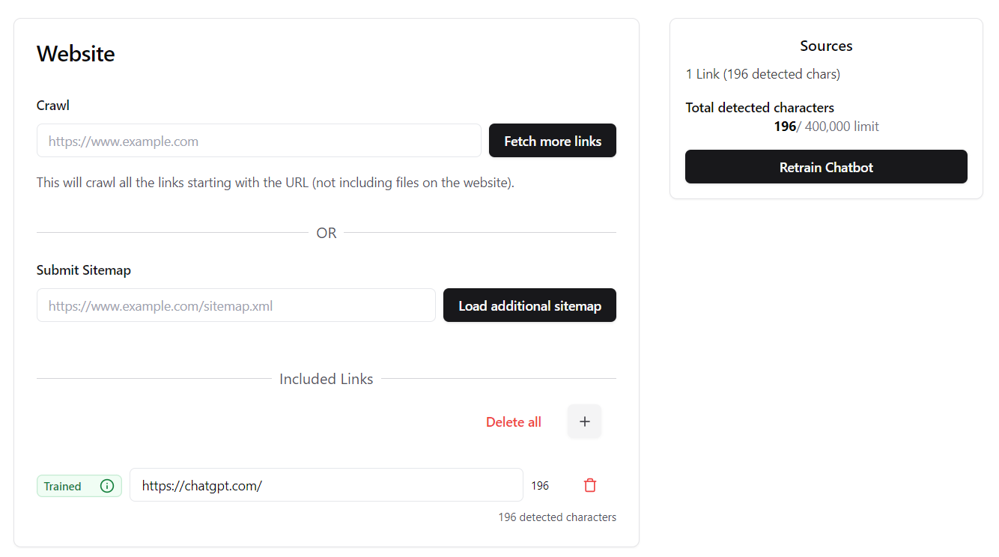 Website
Crawl
https://www.example.com
Fetch more links
This will crawl all the links starting with the URL (not including files on the website).
OR
Submit Sitemap
https://www.example.com/sitemap.xml
Load additional sitemap
Included Links
Delete all
+
Trained
https://chatgpt.com/
196
196 detected characters
Sources
1 Link (196 detected chars)
Total detected characters
196/ 400,000 limit
Retrain Chatbot